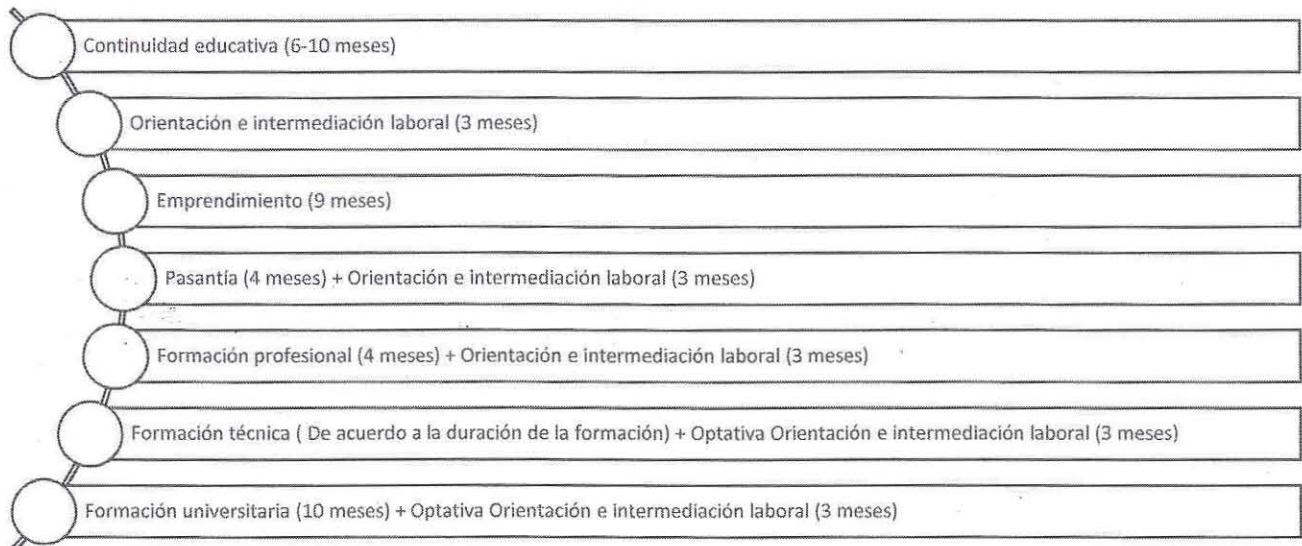 Continuidad educativa (6-10 meses)
Orientación e intermediación laboral (3 meses)
Emprendimiento (9 meses)
Pasantía (4 meses) + Orientación e intermediación laboral (3 meses)
Formación profesional (4 meses) + Orientación e intermediación laboral (3 meses)
Formación técnica ( De acuerdo a la duración de la formación) + Optativa Orientación e intermediación laboral (3 meses)
Formación universitaria (10 meses) + Optativa Orientación e intermediación laboral (3 meses)